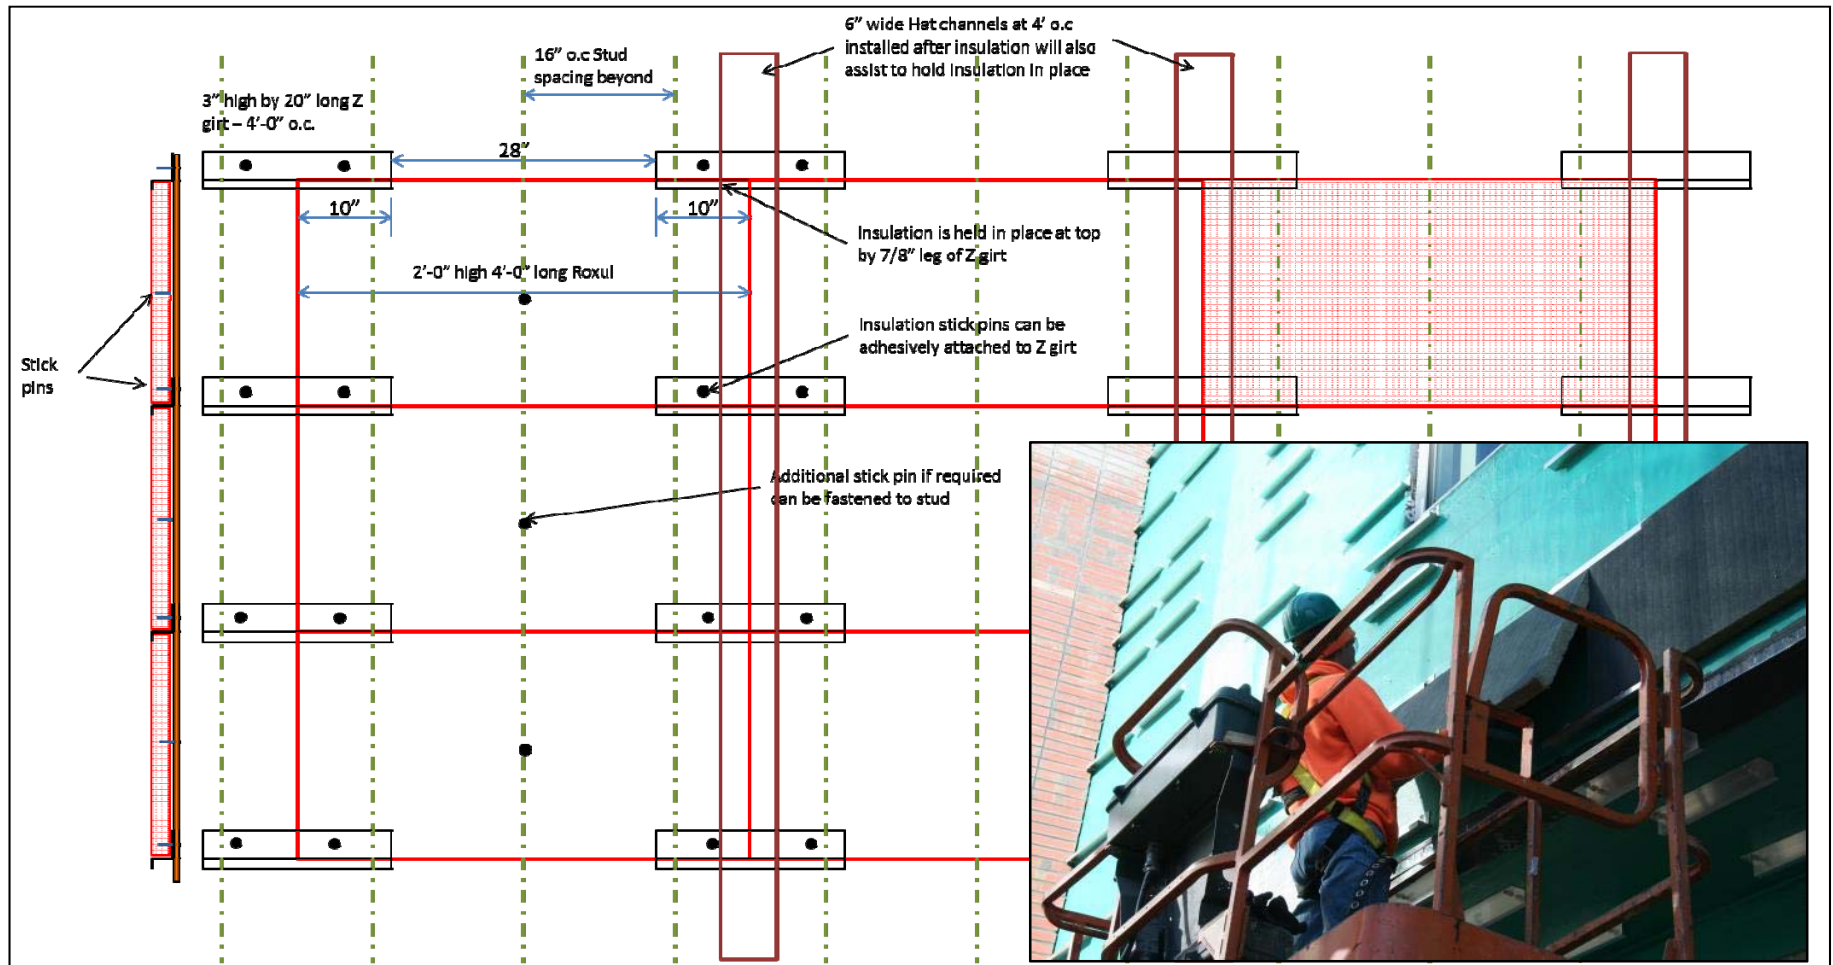 6” wide Hat channels at 4’ o.c
installed after insulation will also
assist to hold insulation in place
16” o.c Stud
spacing beyond
3” high by 20” long Z
girt – 4’-0” o.c.
28”
10”
10”
Insulation is held in place at top
by 7/8” leg of Z girt
2’-0” high 4’-0” long Roxul
Insulation stick pins can be
adhesively attached to Z girt
Stick
pins
Additional stick pin if required
can be fastened to stud